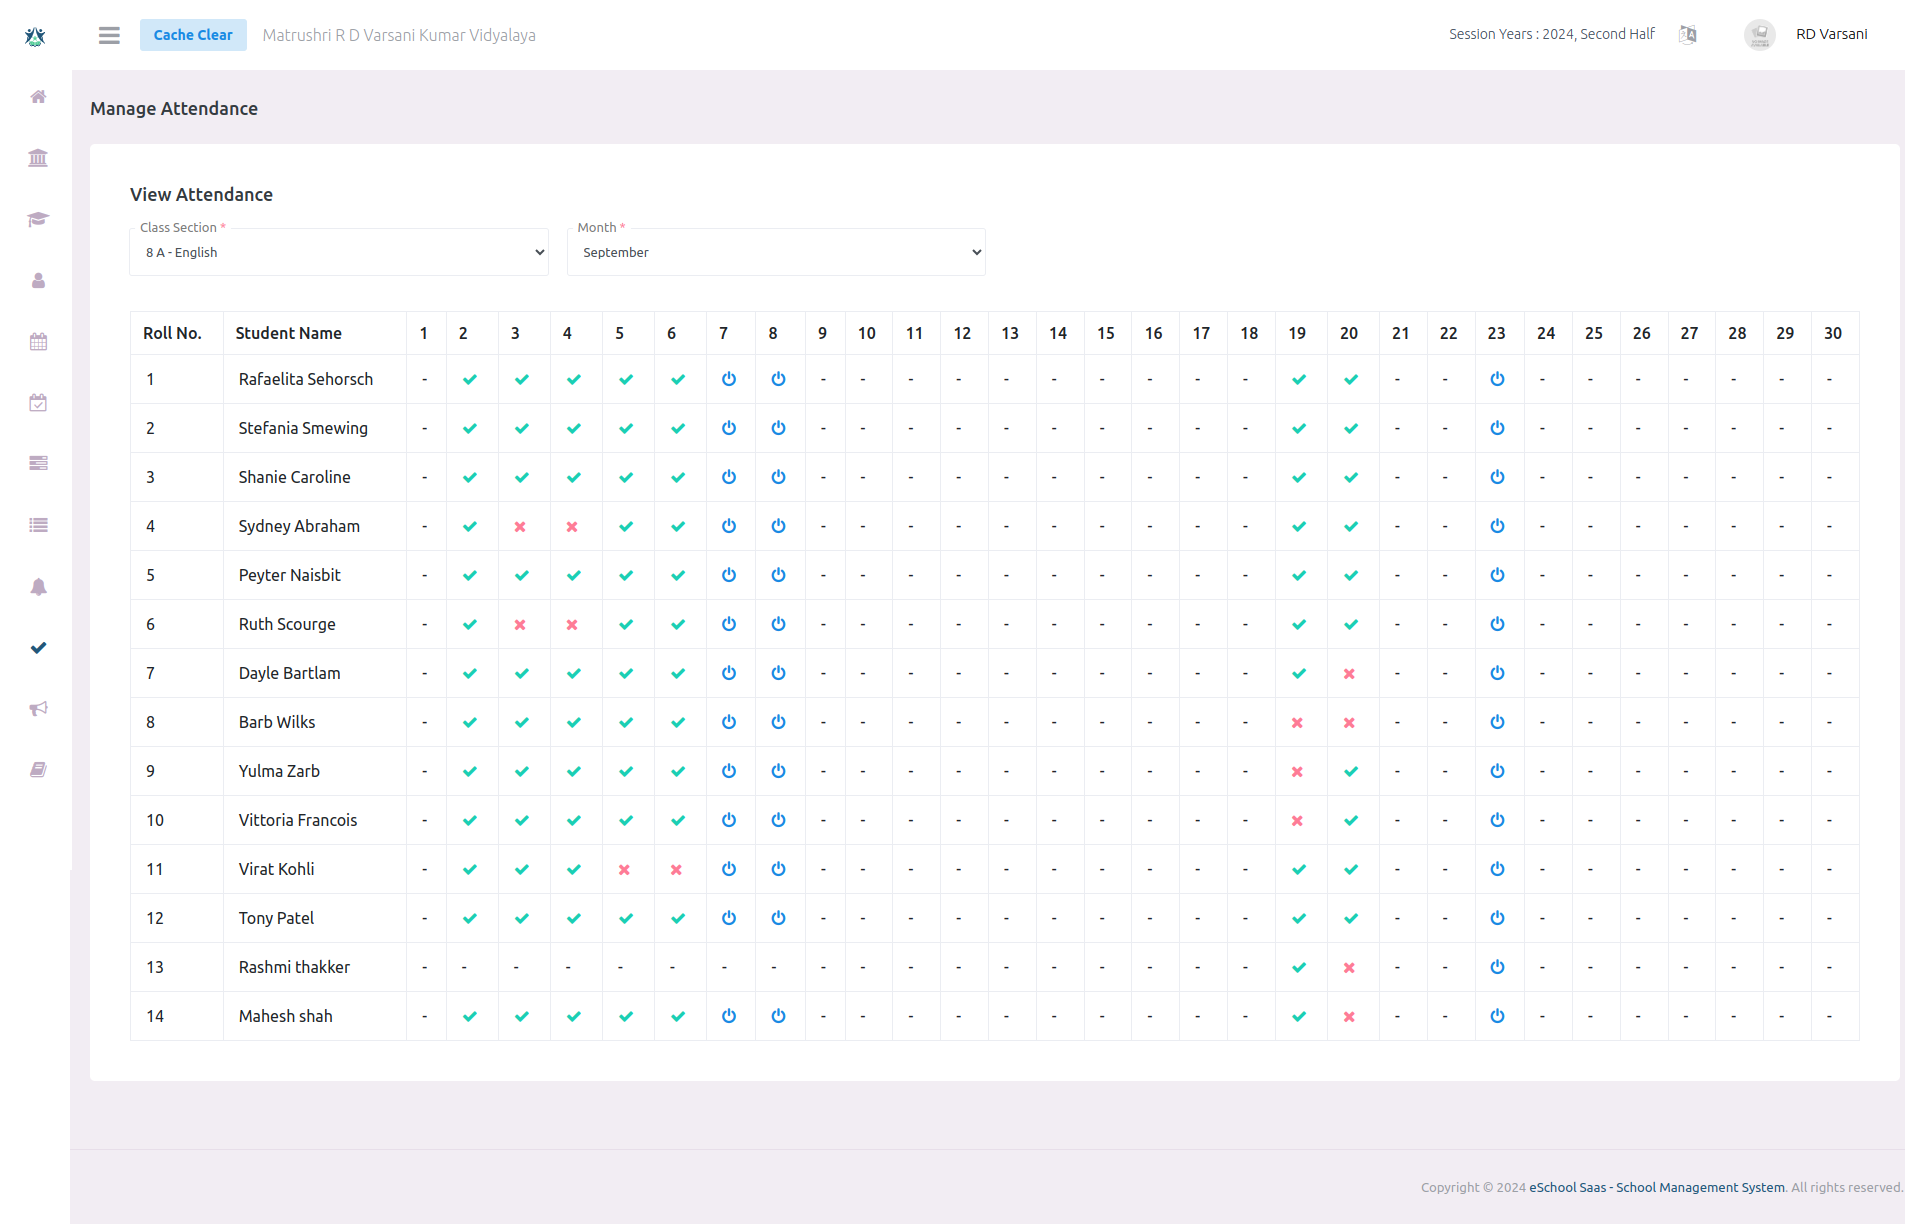 Cache Clear Matrushri R D Varsani Kumar Vidyalaya Session Years : 2024, Second Half RD Varsani
Manage Attendance
View Attendance
Class Section * Month *
8 A - English September
Roll No. Student Name 1 2 3 4 5 6 7 8 9 10 11 12 13 14 15 16 17 18 19 20 21 22 23 24 25 26 27 28 29 30
1 Rafaelita Sehorsch - - - - - - - - - - - - - - - - - - - -
2 Stefania Smewing - - - - - - - - - - - - - - - - - - - -
3 Shanie Caroline - - - - - - - - - - - - - - - - - - - -
4 Sydney Abraham - - - - - - - - - - - - - - - - - - - -
5 Peyter Naisbit - - - - - - - - - - - - - - - - - - - -
6 Ruth Scourge - - - - - - - - - - - - - - - - - - - -
7 Dayle Bartlam - - - - - - - - - - - - - - - - - - - -
8 Barb Wilks - - - - - - - - - - - - - - - - - - - -
9 Yulma Zarb - - - - - - - - - - - - - - - - - - - -
10 Vittoria Francois - - - - - - - - - - - - - - - - - - - -
11 Virat Kohli - - - - - - - - - - - - - - - - - - - -
12 Tony Patel - - - - - - - - - - - - - - - - - - - -
13 Rashmi thakker - - - - - - - - - - - - - - - - - - - - - - - - - - -
14 Mahesh shah - - - - - - - - - - - - - - - - - - - -
Copyright © 2024 eSchool Saas - School Management System. All rights reserved.